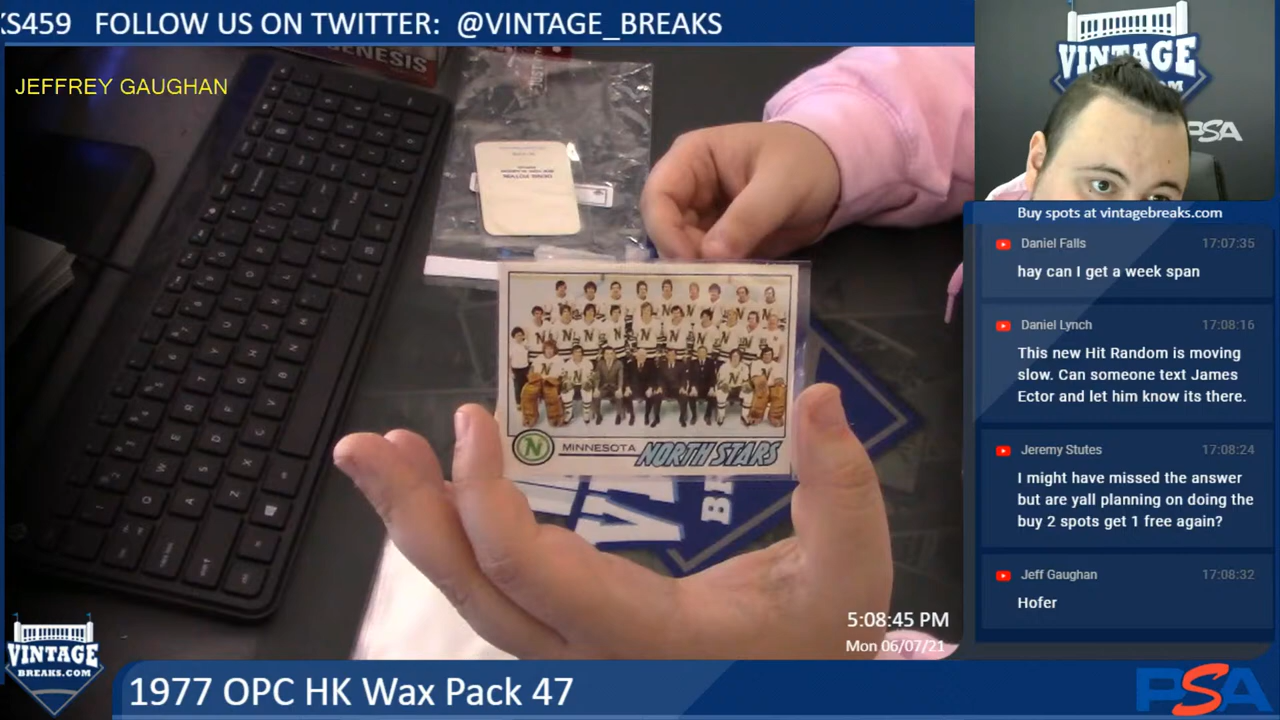 KS459 FOLLOW US ON TWITTER: @VINTAGE_BREAKS
JEFFREY GAUGHAN
GENESIS
DENIS POTVIN
N
MINNESOTA NORTH STARS
VINTAGE
PSA
Buy spots at vintagebreaks.com
Daniel Falls 17:07:35
hay can I get a week span
Daniel Lynch 17:08:16
This new Hit Random is moving
slow. Can someone text James
Ector and let him know its there.
Jeremy Stutes 17:08:24
I might have missed the answer
but are yall planning on doing the
buy 2 spots get 1 free again?
Jeff Gaughan 17:08:32
Hofer
5:08:45 PM
Mon 06/07/21
VINTAGE
BREAKS.COM
1977 OPC HK Wax Pack 47
PSA